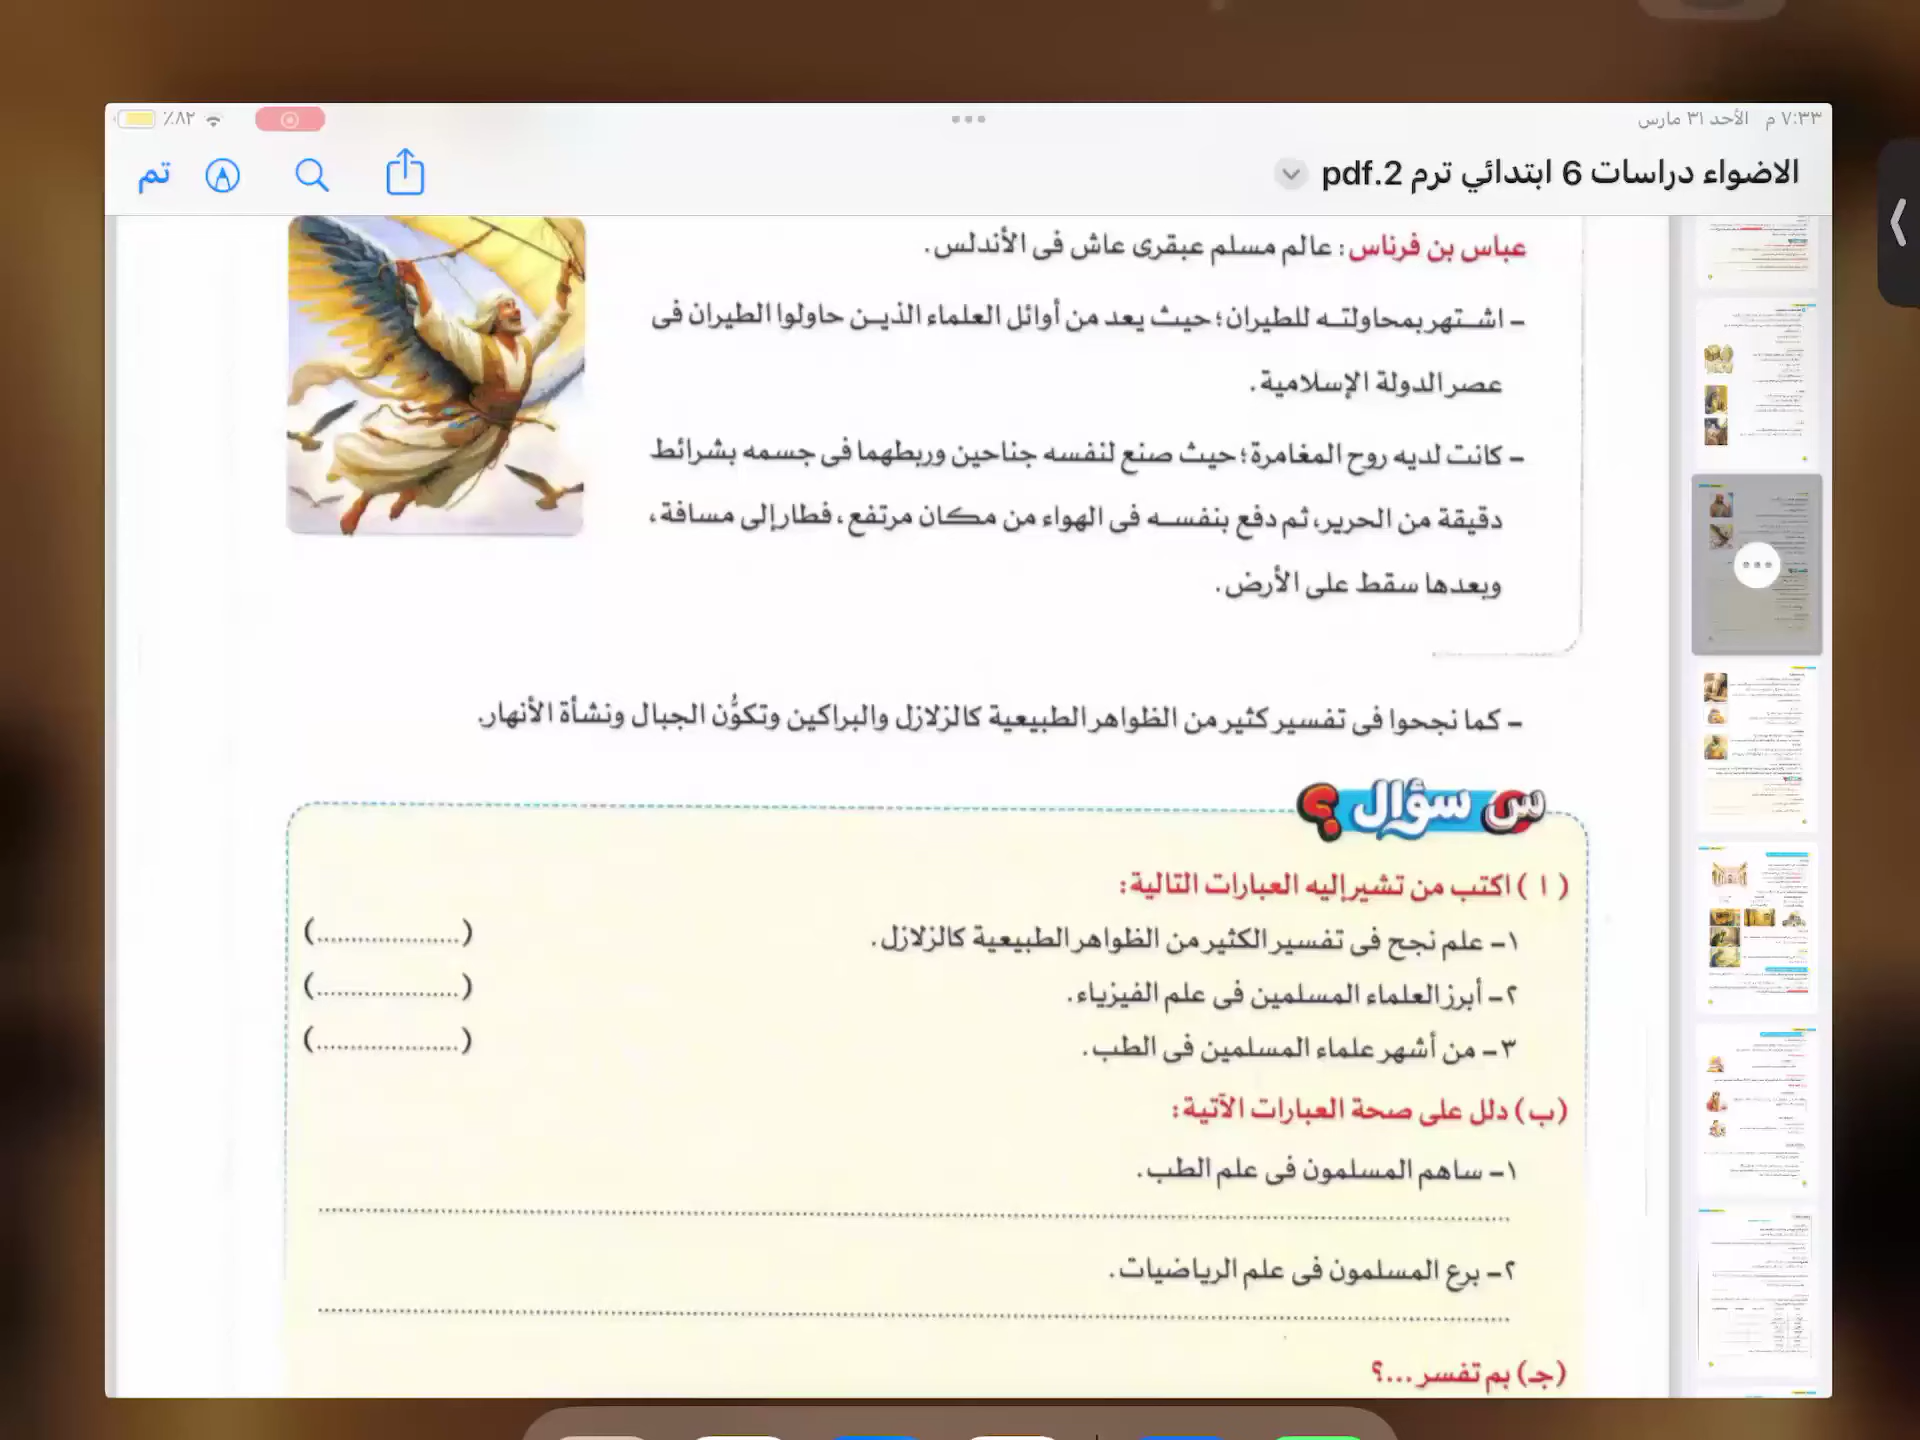 ٧:٣٣ م الأحد ٣١ مارس
٪٨٢
الاضواء دراسات 6 ابتدائي ترم 2.pdf
تم
عباس بن فرناس: عالم مسلم عبقرى عاش فى الأندلس.
- اشتهر بمحاولته للطيران؛ حيث يعد من أوائل العلماء الذين حاولوا الطيران فى
عصر الدولة الإسلامية.
- كانت لديه روح المغامرة؛ حيث صنع لنفسه جناحين وربطهما فى جسمه بشرائط
دقيقة من الحرير، ثم دفع بنفسه فى الهواء من مكان مرتفع، فطار إلى مسافة،
وبعدها سقط على الأرض.
- كما نجحوا فى تفسير كثير من الظواهر الطبيعية كالزلازل والبراكين وتكوُّن الجبال ونشأة الأنهار.
س سؤال ؟
( ا ) اكتب من تشير إليه العبارات التالية:
١- علم نجح فى تفسير الكثير من الظواهر الطبيعية كالزلازل. (....................)
٢- أبرز العلماء المسلمين فى علم الفيزياء. (....................)
٣- من أشهر علماء المسلمين فى الطب. (....................)
(ب) دلل على صحة العبارات الآتية:
١- ساهم المسلمون فى علم الطب.
٢- برع المسلمون فى علم الرياضيات.
(جـ) بم تفسر ...؟